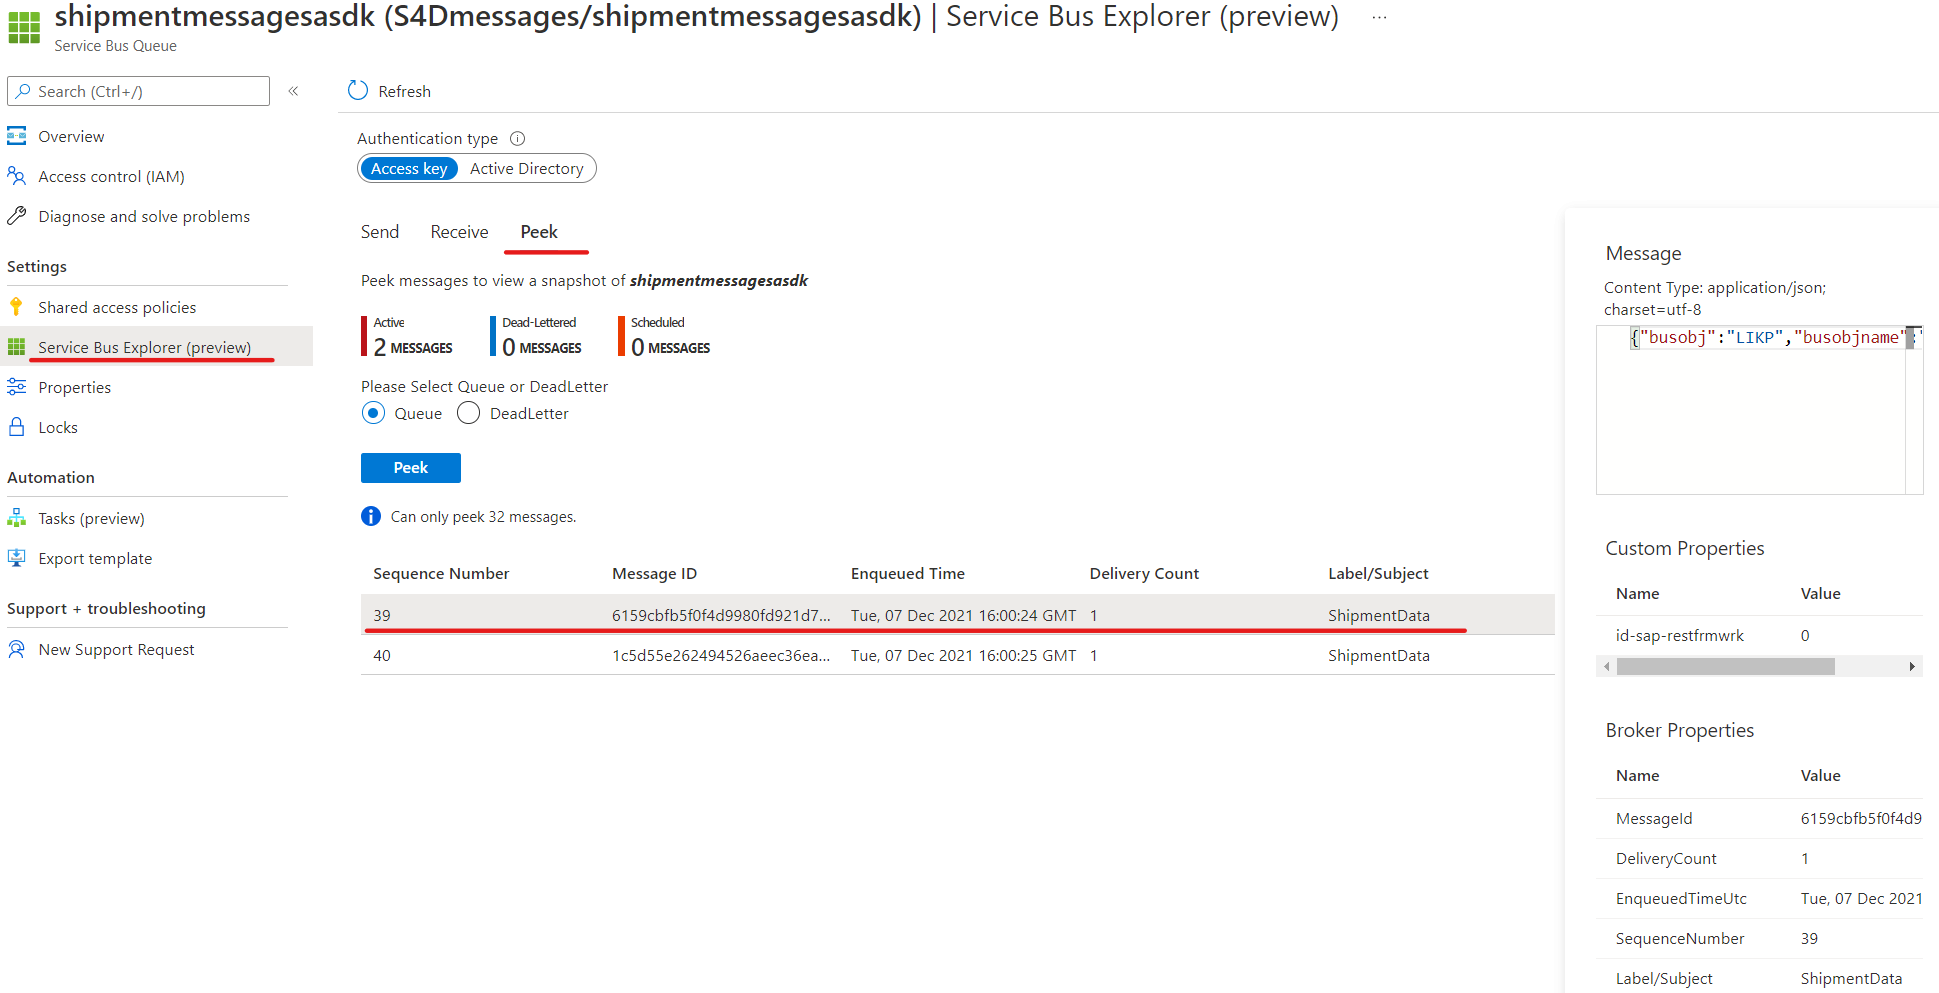 shipmentmessagesasdk (S4Dmessages/shipmentmessagesasdk) | Service Bus Explorer (preview) ...
Service Bus Queue
Search (Ctrl+/) «
Overview
Access control (IAM)
Diagnose and solve problems
Settings
Shared access policies
Service Bus Explorer (preview)
Properties
Locks
Automation
Tasks (preview)
Export template
Support + troubleshooting
New Support Request
Refresh
Authentication type
Access key Active Directory
Send Receive Peek
Peek messages to view a snapshot of shipmentmessagesasdk
Active Dead-Lettered Scheduled
2 MESSAGES 0 MESSAGES 0 MESSAGES
Please Select Queue or DeadLetter
Queue DeadLetter
Peek
Can only peek 32 messages.
Sequence Number Message ID Enqueued Time Delivery Count Label/Subject
39 6159cbfb5f0f4d9980fd921d7... Tue, 07 Dec 2021 16:00:24 GMT 1 ShipmentData
40 1c5d55e262494526aeec36ea... Tue, 07 Dec 2021 16:00:25 GMT 1 ShipmentData
Message
Content Type: application/json;
charset=utf-8
{"busobj":"LIKP","busobjname":"
Custom Properties
Name Value
id-sap-restfrmwrk 0
Broker Properties
Name Value
MessageId 6159cbfb5f0f4d9
DeliveryCount 1
EnqueuedTimeUtc Tue, 07 Dec 2021
SequenceNumber 39
Label/Subject ShipmentData